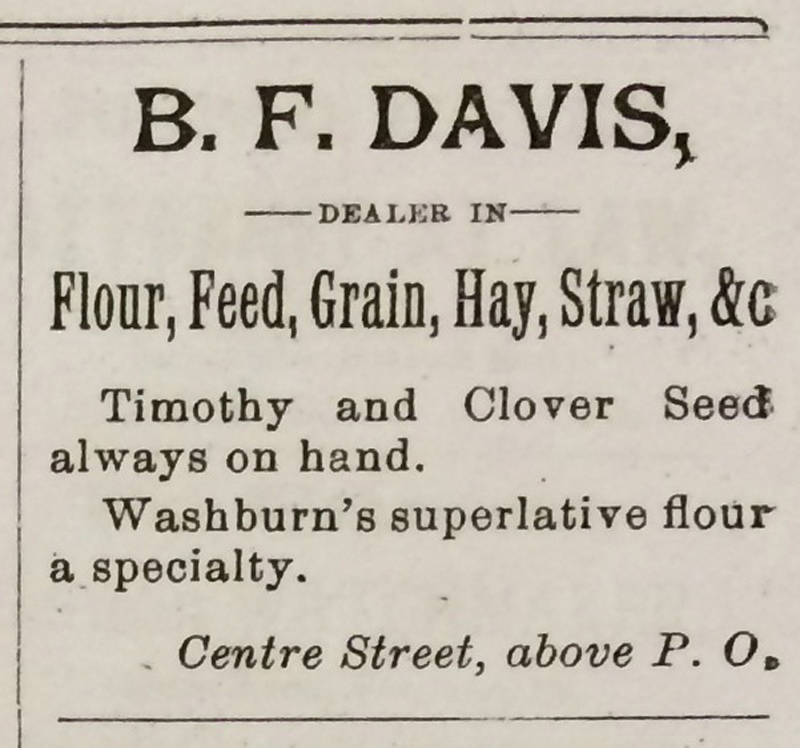 B. F. DAVIS,
DEALER IN
Flour, Feed, Grain, Hay, Straw, &c
Timothy and Clover Seed
always on hand.
Washburn's superlative flour
a specialty.
Centre Street, above P. O.